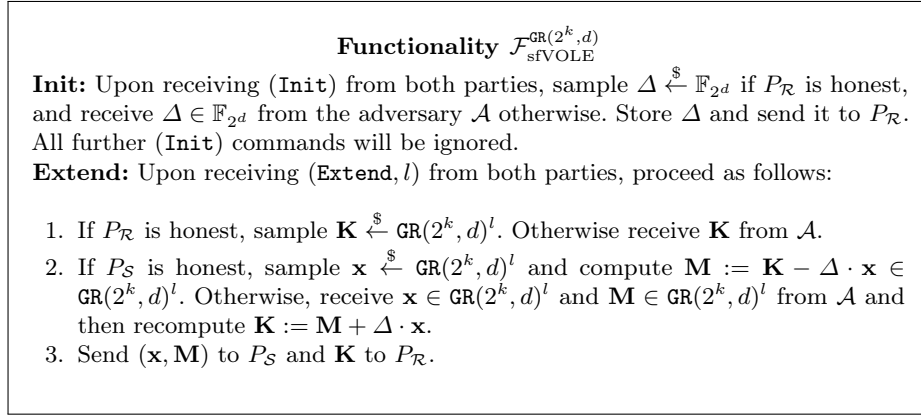 Functionality $\mathcal{F}_{\text{sfVOLE}}^{\texttt{GR}(2^k,d)}$
Init: Upon receiving (Init) from both parties, sample $\Delta \xleftarrow{\$} \mathbb{F}_{2^d}$ if $P_{\mathcal{R}}$ is honest,
and receive $\Delta \in \mathbb{F}_{2^d}$ from the adversary $\mathcal{A}$ otherwise. Store $\Delta$ and send it to $P_{\mathcal{R}}$.
All further (Init) commands will be ignored.
Extend: Upon receiving (Extend, $l$) from both parties, proceed as follows:
1. If $P_{\mathcal{R}}$ is honest, sample $\mathbf{K} \xleftarrow{\$} \texttt{GR}(2^k, d)^l$. Otherwise receive $\mathbf{K}$ from $\mathcal{A}$.
2. If $P_{\mathcal{S}}$ is honest, sample $\mathbf{x} \xleftarrow{\$} \texttt{GR}(2^k, d)^l$ and compute $\mathbf{M} := \mathbf{K} - \Delta \cdot \mathbf{x} \in$
$\texttt{GR}(2^k, d)^l$. Otherwise, receive $\mathbf{x} \in \texttt{GR}(2^k, d)^l$ and $\mathbf{M} \in \texttt{GR}(2^k, d)^l$ from $\mathcal{A}$ and
then recompute $\mathbf{K} := \mathbf{M} + \Delta \cdot \mathbf{x}$.
3. Send $(\mathbf{x}, \mathbf{M})$ to $P_{\mathcal{S}}$ and $\mathbf{K}$ to $P_{\mathcal{R}}$.